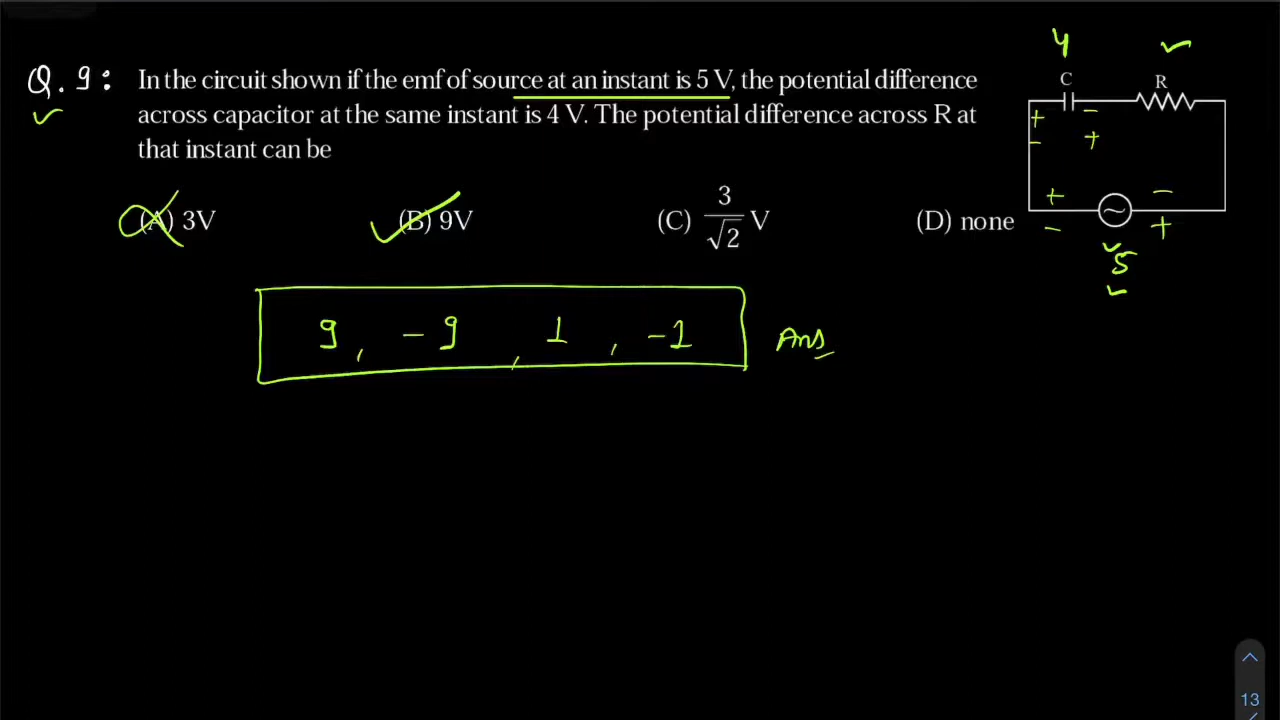 Q. 9: In the circuit shown if the emf of source at an instant is 5 V, the potential difference
across capacitor at the same instant is 4 V. The potential difference across R at
that instant can be
(A) 3V (B) 9V (C) 3/√2 V (D) none
9, -9, 1, -1 Ans
4
C R
+ -
- +
+ -
- +
5
13